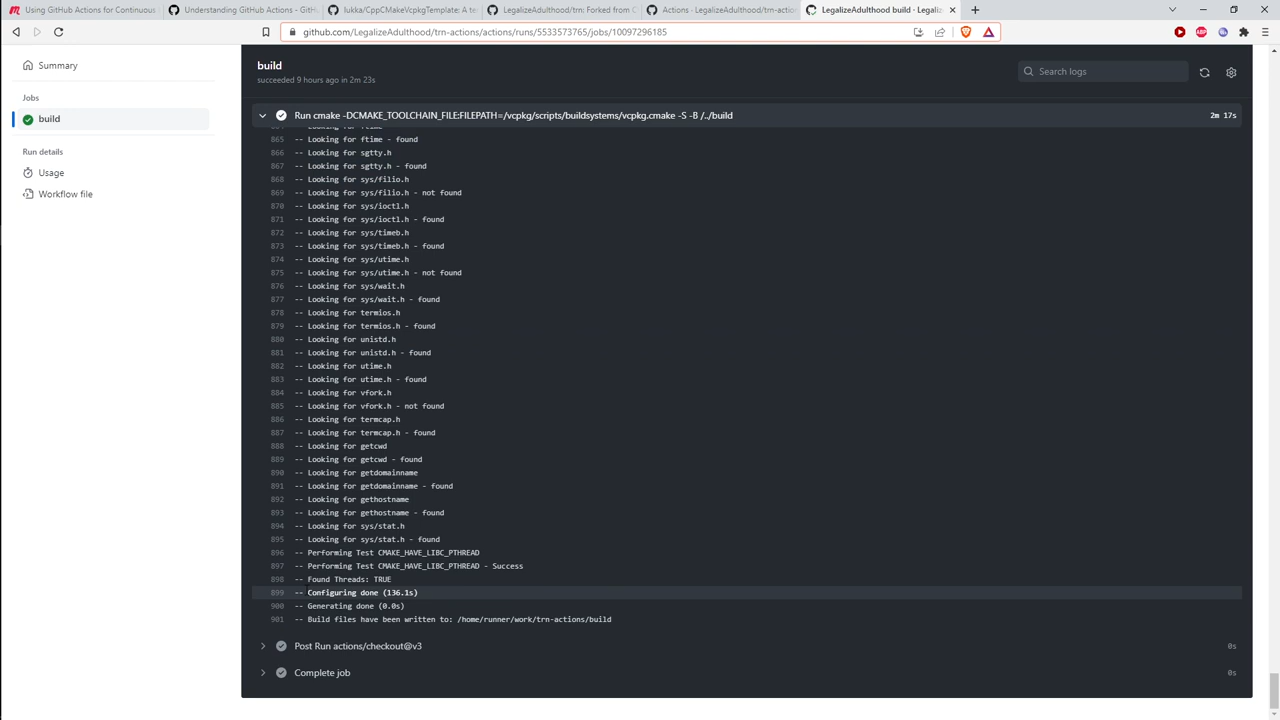 Using GitHub Actions for Continuous
Understanding GitHub Actions - GitH
lukka/CppCMakeVcpkgTemplate: A te
LegalizeAdulthood/trn: Forked from C
Actions - LegalizeAdulthood/trn-action
LegalizeAdulthood build · Legaliz
github.com/LegalizeAdulthood/trn-actions/actions/runs/5533573765/jobs/10097296185
Summary
Jobs
build
Run details
Usage
Workflow file
build
succeeded 9 hours ago in 2m 23s
Search logs
Run cmake -DCMAKE_TOOLCHAIN_FILE:FILEPATH=/vcpkg/scripts/buildsystems/vcpkg.cmake -S -B /../build
2m 17s
865 -- Looking for ftime - found
866 -- Looking for sgtty.h
867 -- Looking for sgtty.h - found
868 -- Looking for sys/filio.h
869 -- Looking for sys/filio.h - not found
870 -- Looking for sys/ioctl.h
871 -- Looking for sys/ioctl.h - found
872 -- Looking for sys/timeb.h
873 -- Looking for sys/timeb.h - found
874 -- Looking for sys/utime.h
875 -- Looking for sys/utime.h - not found
876 -- Looking for sys/wait.h
877 -- Looking for sys/wait.h - found
878 -- Looking for termios.h
879 -- Looking for termios.h - found
880 -- Looking for unistd.h
881 -- Looking for unistd.h - found
882 -- Looking for utime.h
883 -- Looking for utime.h - found
884 -- Looking for vfork.h
885 -- Looking for vfork.h - not found
886 -- Looking for termcap.h
887 -- Looking for termcap.h - found
888 -- Looking for getcwd
889 -- Looking for getcwd - found
890 -- Looking for getdomainname
891 -- Looking for getdomainname - found
892 -- Looking for gethostname
893 -- Looking for gethostname - found
894 -- Looking for sys/stat.h
895 -- Looking for sys/stat.h - found
896 -- Performing Test CMAKE_HAVE_LIBC_PTHREAD
897 -- Performing Test CMAKE_HAVE_LIBC_PTHREAD - Success
898 -- Found Threads: TRUE
899 -- Configuring done (136.1s)
900 -- Generating done (0.0s)
901 -- Build files have been written to: /home/runner/work/trn-actions/build
Post Run actions/checkout@v3
0s
Complete job
0s